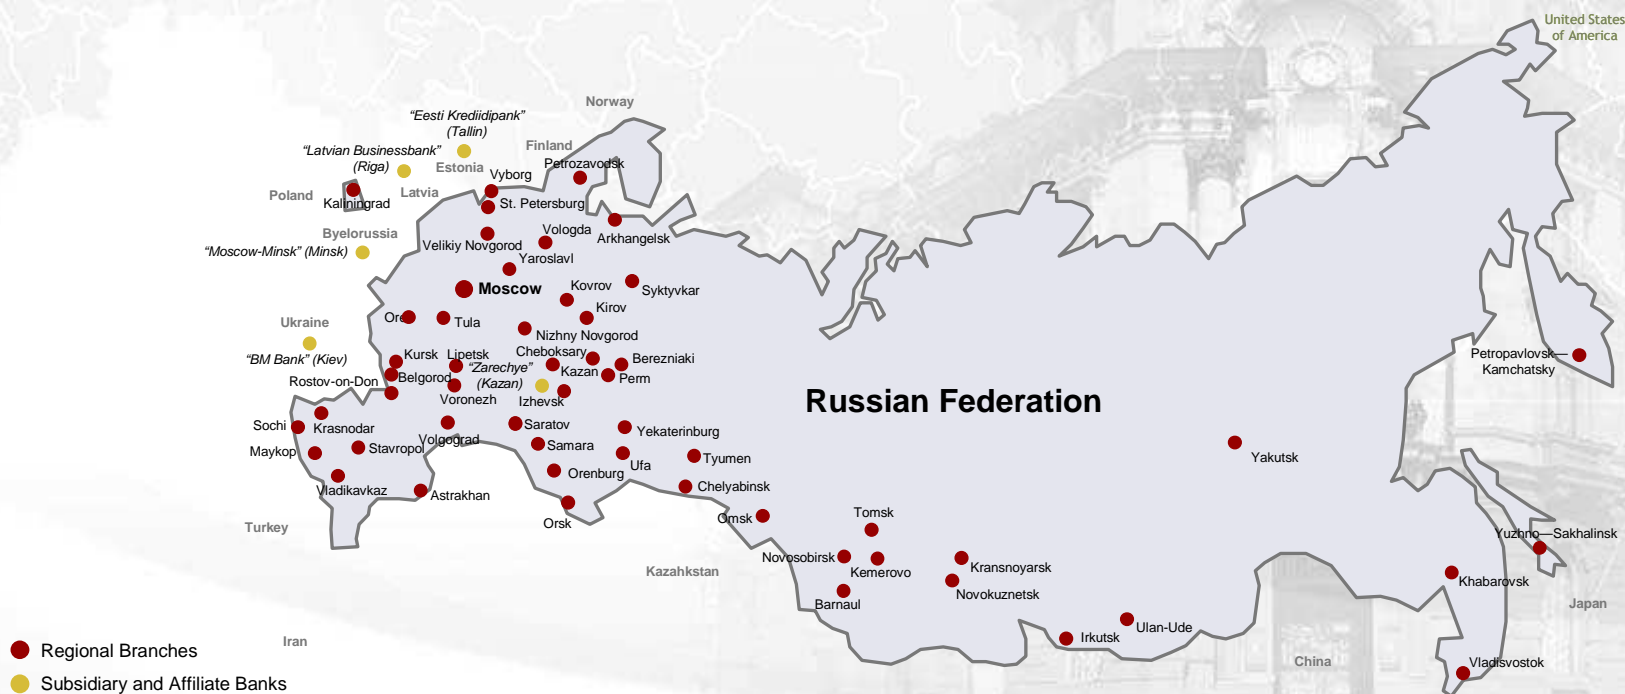 United States
of America
Norway
“Eesti Krediidipank”
(Tallin)
Finland
“Latvian Businessbank”
(Riga)
Estonia
Petrozavodsk
Vyborg
Poland
Latvia
Kaliningrad
St. Petersburg
Byelorussia
Vologda
Arkhangelsk
“Moscow-Minsk” (Minsk)
Velikiy Novgorod
Yaroslavl
Moscow
Kovrov
Syktyvkar
Kirov
Ukraine
Orel
Tula
Nizhny Novgorod
“BM Bank” (Kiev)
Kursk
Lipetsk
Cheboksary
Berezniaki
“Zarechye”
(Kazan)
Kazan
Perm
Rostov-on-Don
Belgorod
Voronezh
Izhevsk
Petropavlovsk—
Kamchatsky
Russian Federation
Sochi
Krasnodar
Volgograd
Saratov
Yekaterinburg
Maykop
Stavropol
Samara
Ufa
Tyumen
Yakutsk
Orenburg
Vladikavkaz
Astrakhan
Chelyabinsk
Turkey
Orsk
Omsk
Tomsk
Yuzhno—Sakhalinsk
Kazahkstan
Novosobirsk
Kemerovo
Kransnoyarsk
Khabarovsk
Barnaul
Novokuznetsk
Japan
Iran
Irkutsk
Ulan-Ude
China
Vladisvostok
Regional Branches
Subsidiary and Affiliate Banks